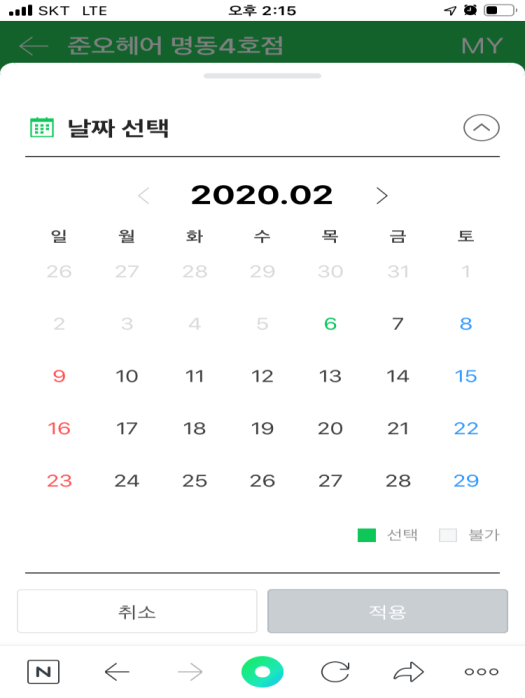 SKT LTE 오후 2:15
준오헤어 명동4호점 MY
날짜 선택
2020.02
일 월 화 수 목 금 토
26 27 28 29 30 31 1
2 3 4 5 6 7 8
9 10 11 12 13 14 15
16 17 18 19 20 21 22
23 24 25 26 27 28 29
선택 불가
취소 적용
N